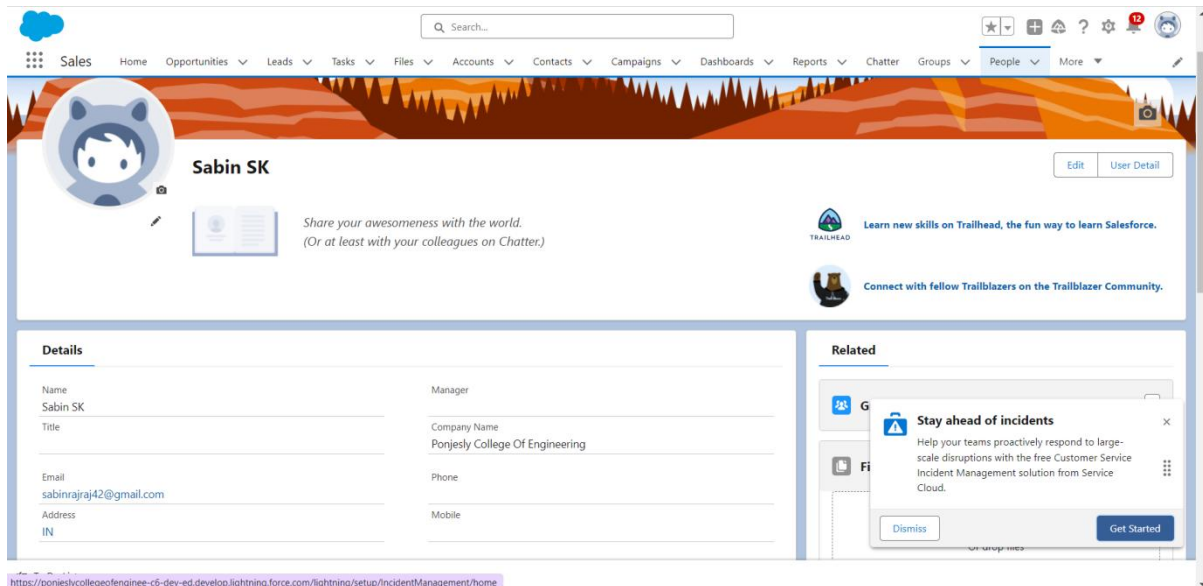 Search...
12
Sales Home Opportunities Leads Tasks Files Accounts Contacts Campaigns Dashboards Reports Chatter Groups People More
Sabin SK
Edit User Detail
Share your awesomeness with the world.
(Or at least with your colleagues on Chatter.)
TRAILHEAD
Learn new skills on Trailhead, the fun way to learn Salesforce.
Connect with fellow Trailblazers on the Trailblazer Community.
Details
Name
Sabin SK
Manager
Title
Company Name
Ponjesly College Of Engineering
Email
sabinrajraj42@gmail.com
Phone
Address
IN
Mobile
Related
G
Fi
Stay ahead of incidents
Help your teams proactively respond to large-
scale disruptions with the free Customer Service
Incident Management solution from Service
Cloud.
Dismiss Get Started
Or drop files
https://ponjeslycollegeofenginee-c6-dev-ed.develop.lightning.force.com/lightning/setup/IncidentManagement/home